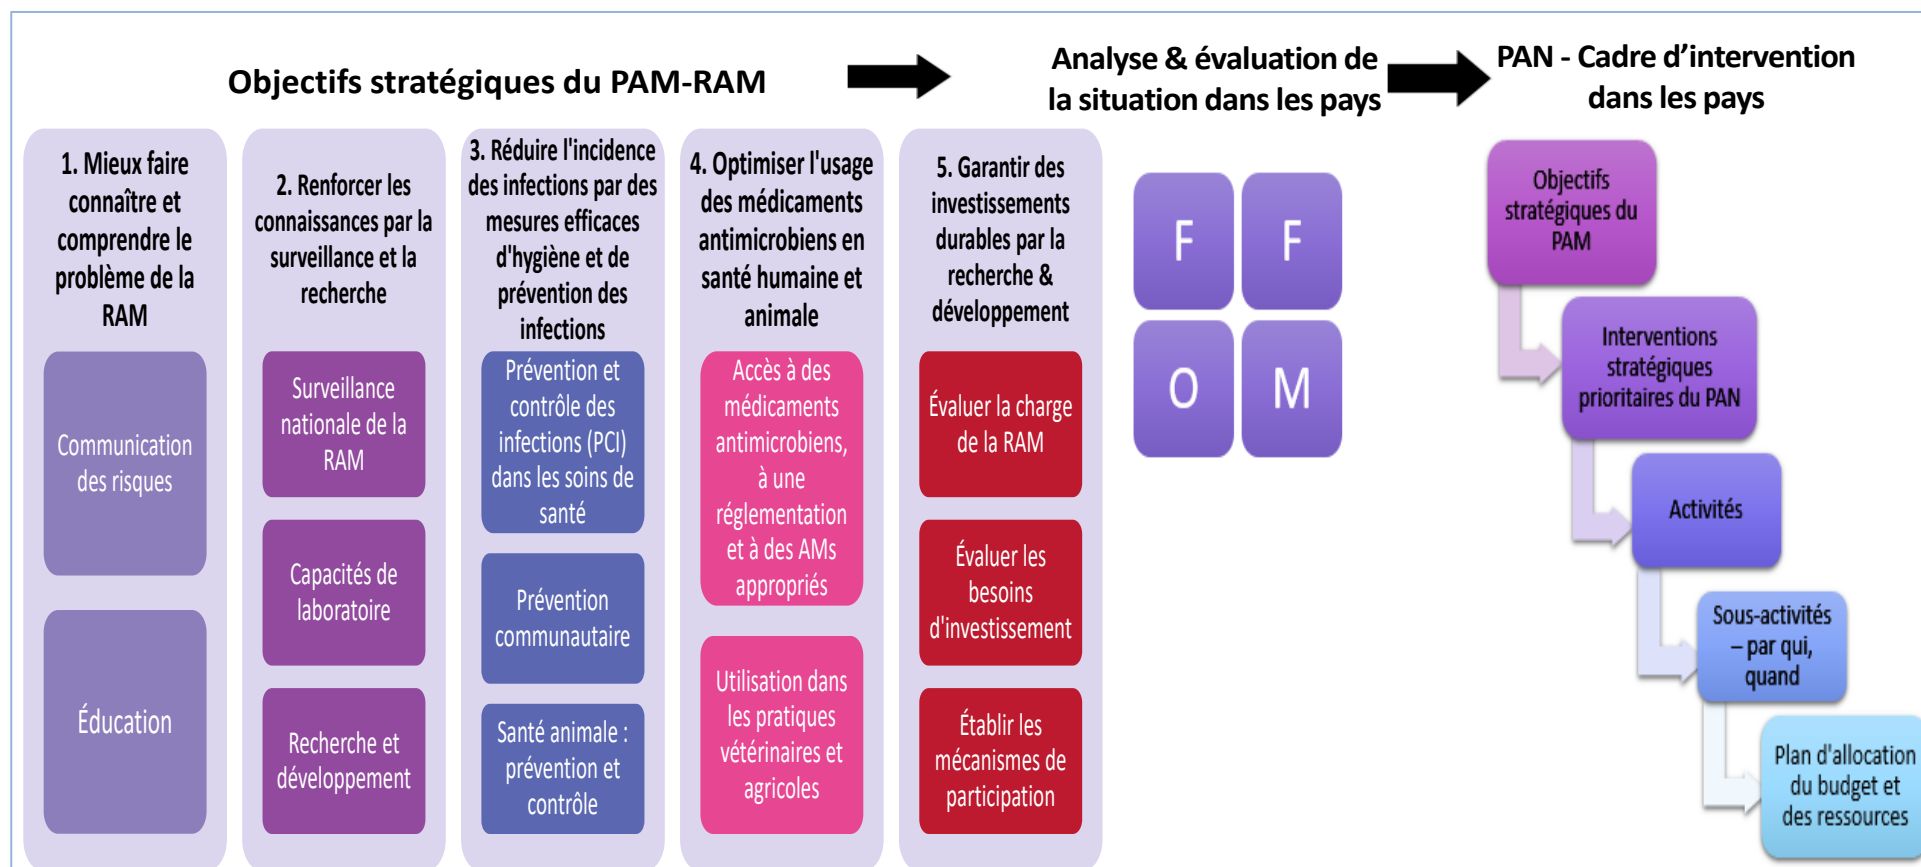 Objectifs stratégiques du PAM-RAM
Analyse & évaluation de
la situation dans les pays
PAN - Cadre d’intervention
dans les pays
1. Mieux faire
connaître et
comprendre le
problème de la
RAM
Communication
des risques
Éducation
2. Renforcer les
connaissances par la
surveillance et la
recherche
Surveillance
nationale de la
RAM
Capacités de
laboratoire
Recherche et
développement
3. Réduire l'incidence
des infections par des
mesures efficaces
d'hygiène et de
prévention des
infections
Prévention et
contrôle des
infections (PCI)
dans les soins de
santé
Prévention
communautaire
Santé animale :
prévention et
contrôle
4. Optimiser l'usage
des médicaments
antimicrobiens en
santé humaine et
animale
Accès à des
médicaments
antimicrobiens,
à une
réglementation
et à des AMs
appropriés
Utilisation dans
les pratiques
vétérinaires et
agricoles
5. Garantir des
investissements
durables par la
recherche &
développement
Évaluer la charge
de la RAM
Évaluer les
besoins
d'investissement
Établir les
mécanismes de
participation
F
F
O
M
Objectifs
stratégiques du
PAM
Interventions
stratégiques
prioritaires du PAN
Activités
Sous-activités
– par qui,
quand
Plan d'allocation
du budget et
des ressources